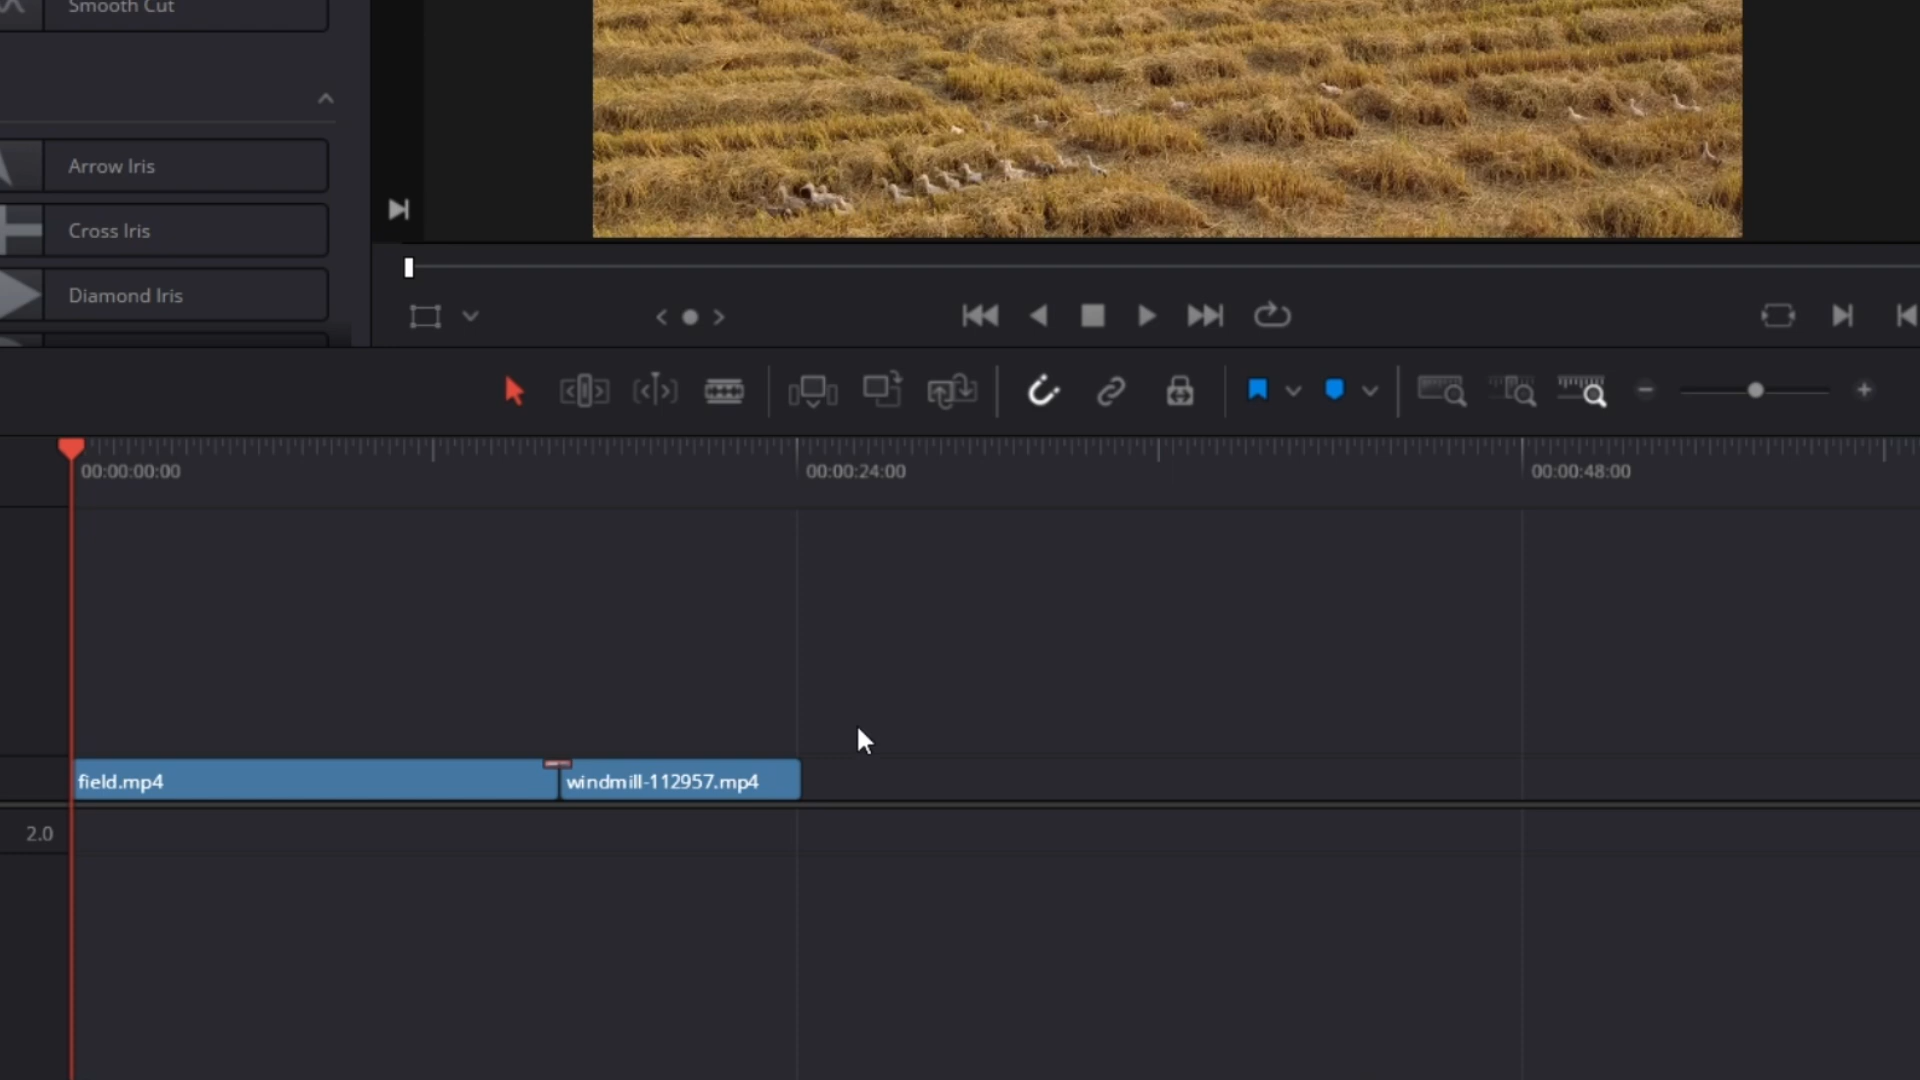 Smooth Cut
Arrow Iris
Cross Iris
Diamond Iris
00:00:00:00
00:00:24:00
00:00:48:00
field.mp4
windmill-112957.mp4
2.0